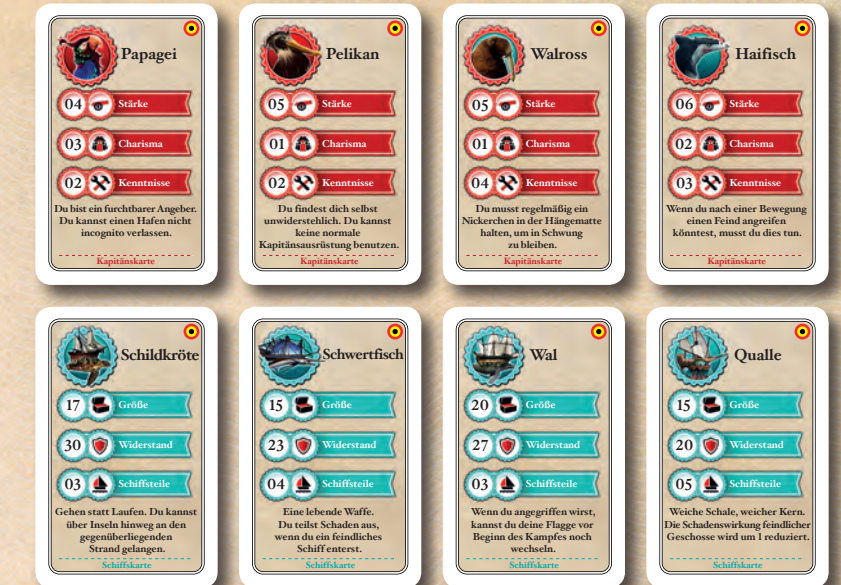 Papagei
04 Stärke
03 Charisma
02 Kenntnisse
Du bist ein furchtbarer Angeber.
Du kannst einen Hafen nicht
incognito verlassen.
Kapitänskarte
Pelikan
05 Stärke
01 Charisma
02 Kenntnisse
Du findest dich selbst
unwiderstehlich. Du kannst
keine normale
Kapitänsausrüstung benutzen.
Kapitänskarte
Walross
05 Stärke
01 Charisma
04 Kenntnisse
Du musst regelmäßig ein
Nickerchen in der Hängematte
halten, um in Schwung
zu bleiben.
Kapitänskarte
Haifisch
06 Stärke
02 Charisma
03 Kenntnisse
Wenn du nach einer Bewegung
einen Feind angreifen
könntest, musst du dies tun.
Kapitänskarte
Schildkröte
17 Größe
30 Widerstand
03 Schiffsteile
Gehen statt Laufen. Du kannst
über Inseln hinweg an den
gegenüberliegenden
Strand gelangen.
Schiffskarte
Schwertfisch
15 Größe
23 Widerstand
04 Schiffsteile
Eine lebende Waffe.
Du teilst Schaden aus,
wenn du ein feindliches
Schiff enterst.
Schiffskarte
Wal
20 Größe
27 Widerstand
03 Schiffsteile
Wenn du angegriffen wirst,
kannst du deine Flagge vor
Beginn des Kampfes noch
wechseln.
Schiffskarte
Qualle
15 Größe
20 Widerstand
05 Schiffsteile
Weiche Schale, weicher Kern.
Die Schadenswirkung feindlicher
Geschosse wird um 1 reduziert.
Schiffskarte